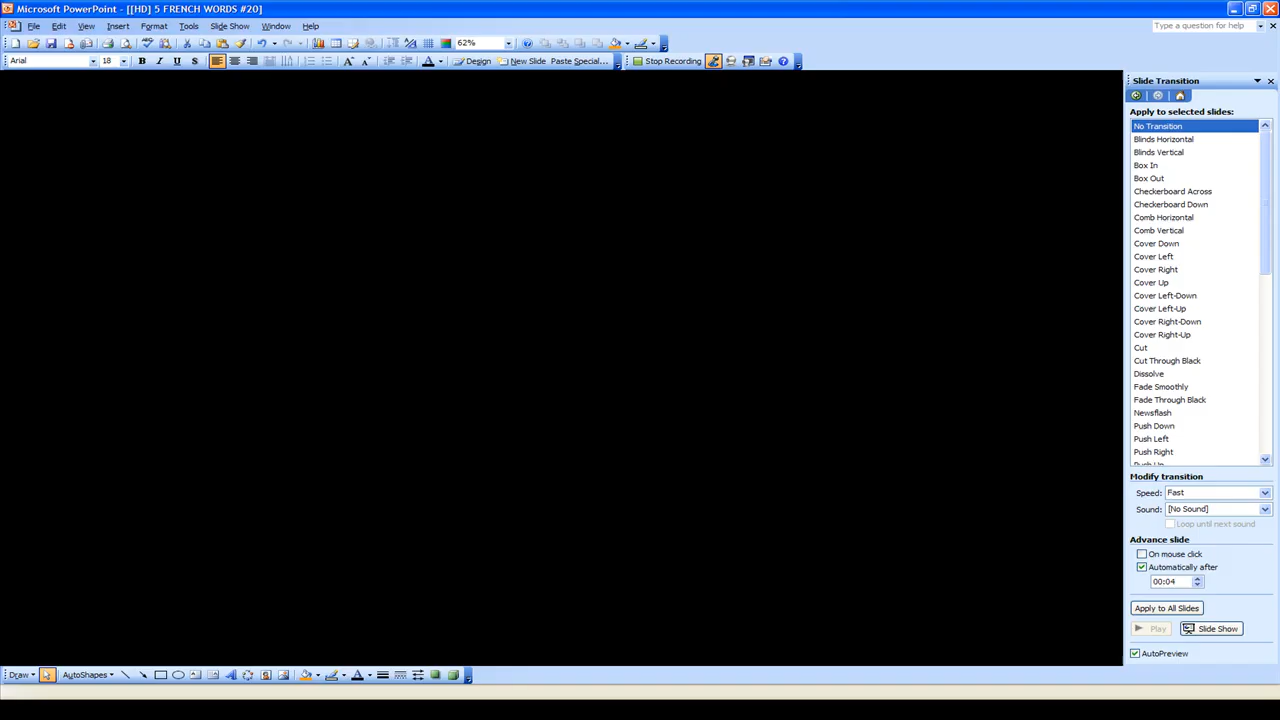 Microsoft PowerPoint - [[HD] 5 FRENCH WORDS #20]
File Edit View Insert Format Tools Slide Show Window Help
Type a question for help
62%
Arial 18 B I U S A Design New Slide Paste Special... Stop Recording
Slide Transition
Apply to selected slides:
No Transition
Blinds Horizontal
Blinds Vertical
Box In
Box Out
Checkerboard Across
Checkerboard Down
Comb Horizontal
Comb Vertical
Cover Down
Cover Left
Cover Right
Cover Up
Cover Left-Down
Cover Left-Up
Cover Right-Down
Cover Right-Up
Cut
Cut Through Black
Dissolve
Fade Smoothly
Fade Through Black
Newsflash
Push Down
Push Left
Push Right
Push Up
Modify transition
Speed: Fast
Sound: [No Sound]
Loop until next sound
Advance slide
On mouse click
Automatically after
00:04
Apply to All Slides
Play Slide Show
AutoPreview
Draw AutoShapes A